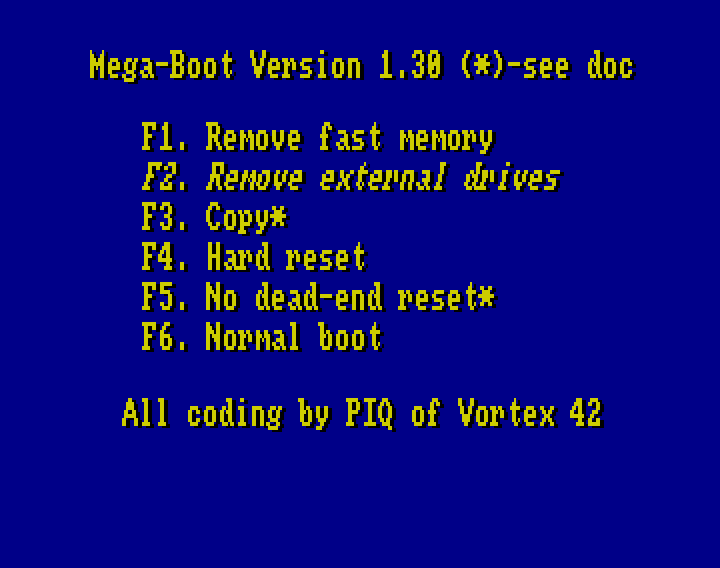 Mega-Boot Version 1.30 (*)-see doc
F1. Remove fast memory
F2. Remove external drives
F3. Copy*
F4. Hard reset
F5. No dead-end reset*
F6. Normal boot
All coding by PIQ of Vortex 42